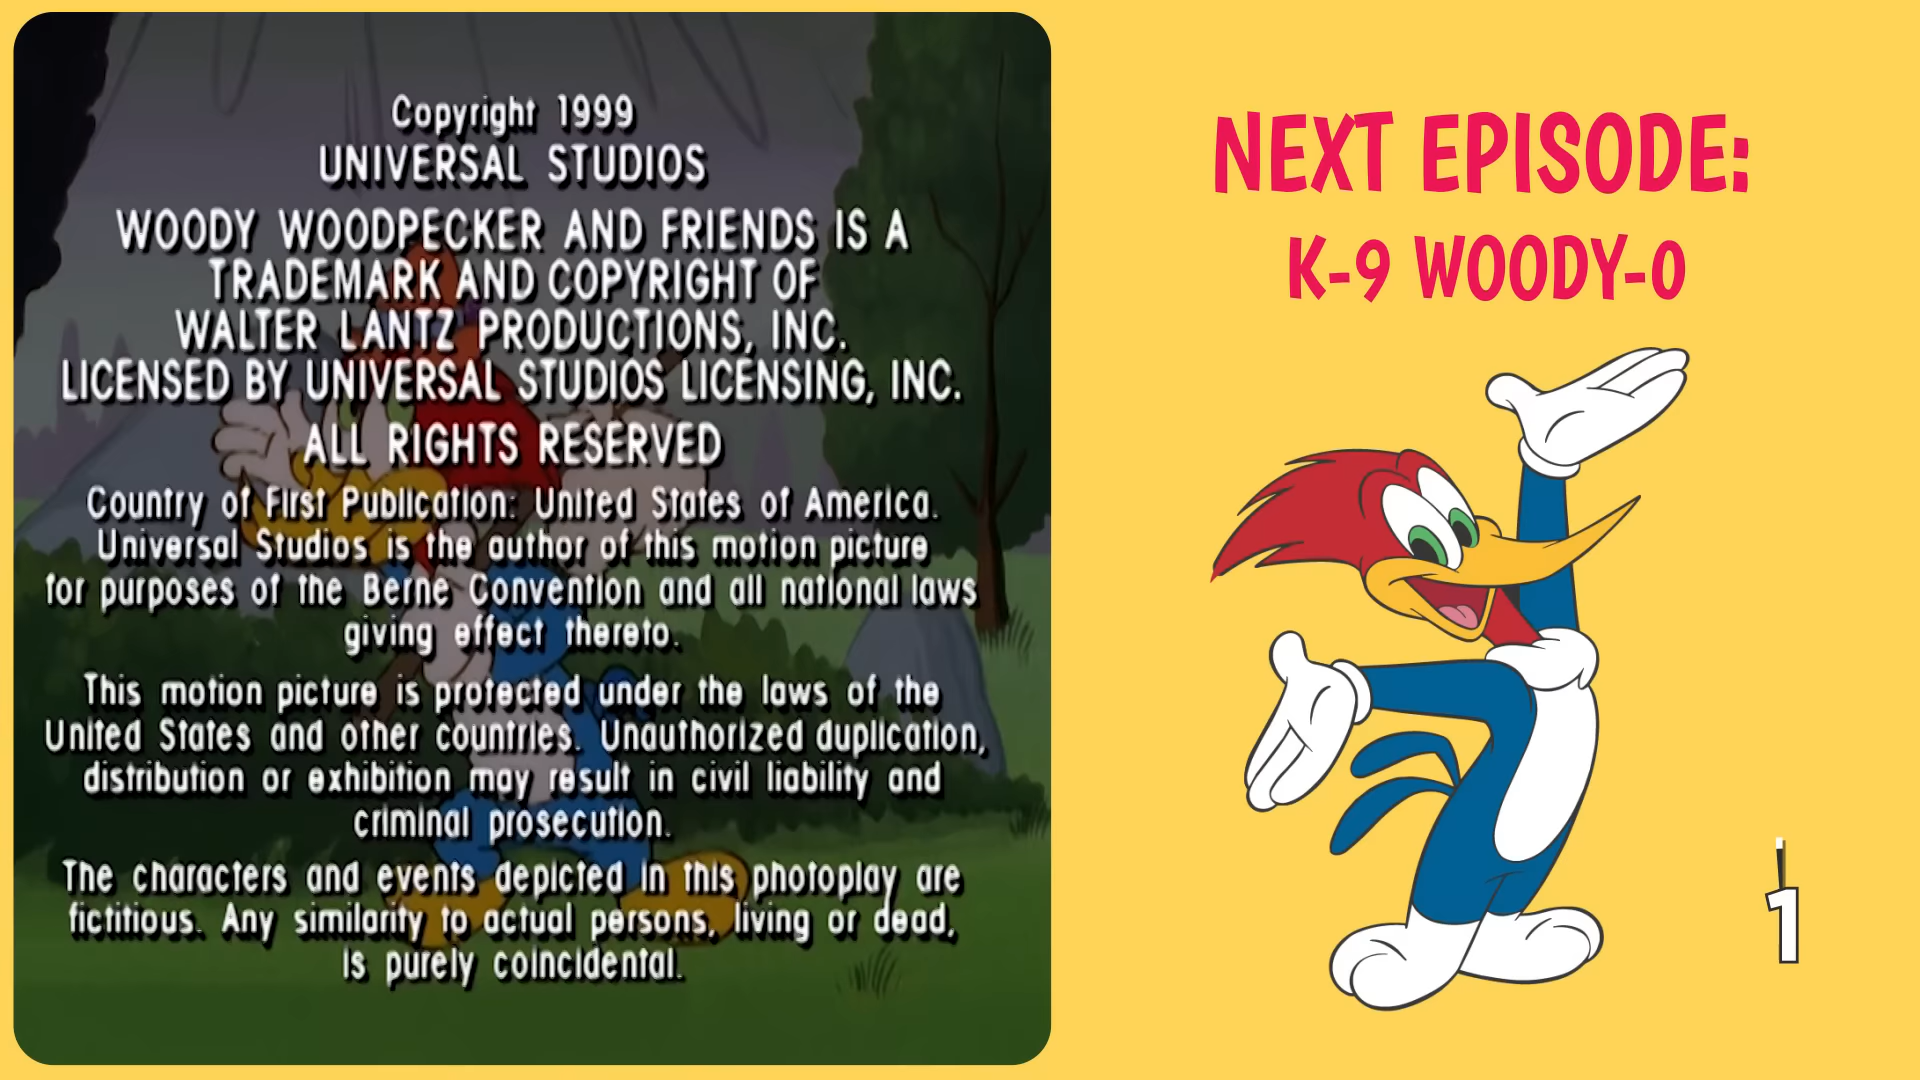 Copyright 1999
UNIVERSAL STUDIOS
WOODY WOODPECKER AND FRIENDS IS A
TRADEMARK AND COPYRIGHT OF
WALTER LANTZ PRODUCTIONS, INC.
LICENSED BY UNIVERSAL STUDIOS LICENSING, INC.
ALL RIGHTS RESERVED
Country of First Publication: United States of America.
Universal Studios is the author of this motion picture
for purposes of the Berne Convention and all national laws
giving effect thereto.
This motion picture is protected under the laws of the
United States and other countries. Unauthorized duplication,
distribution or exhibition may result in civil liability and
criminal prosecution.
The characters and events depicted in this photoplay are
fictitious. Any similarity to actual persons, living or dead,
is purely coincidental.
NEXT EPISODE:
K-9 WOODY-O
1